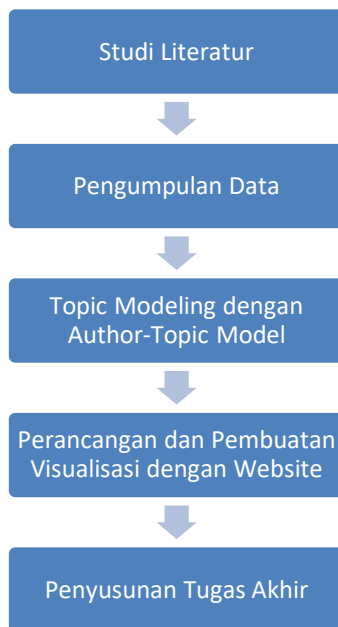 Studi Literatur
Pengumpulan Data
Topic Modeling dengan
Author-Topic Model
Perancangan dan Pembuatan
Visualisasi dengan Website
Penyusunan Tugas Akhir